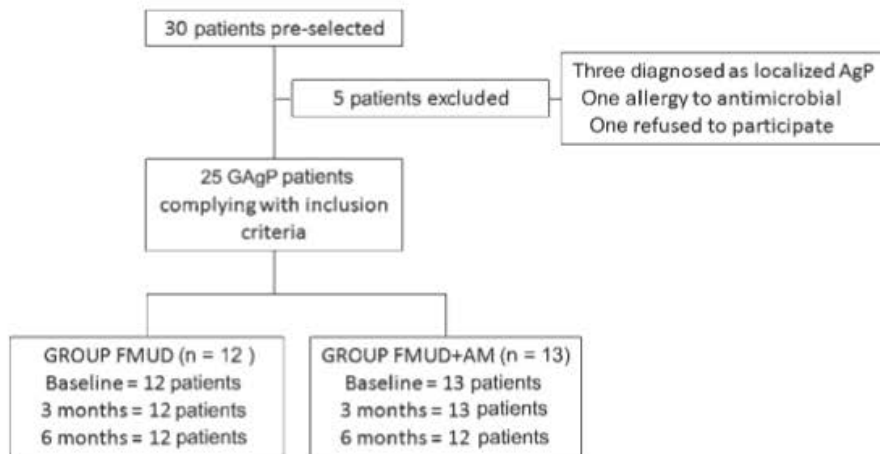 30 patients pre-selected
5 patients excluded
Three diagnosed as localized AgP
One allergy to antimicrobial
One refused to participate
25 GAgP patients
complying with inclusion
criteria
GROUP FMUD (n = 12 )
Baseline = 12 patients
3 months = 12 patients
6 months = 12 patients
GROUP FMUD+AM (n = 13)
Baseline = 13 patients
3 months = 13 patients
6 months = 12 patients